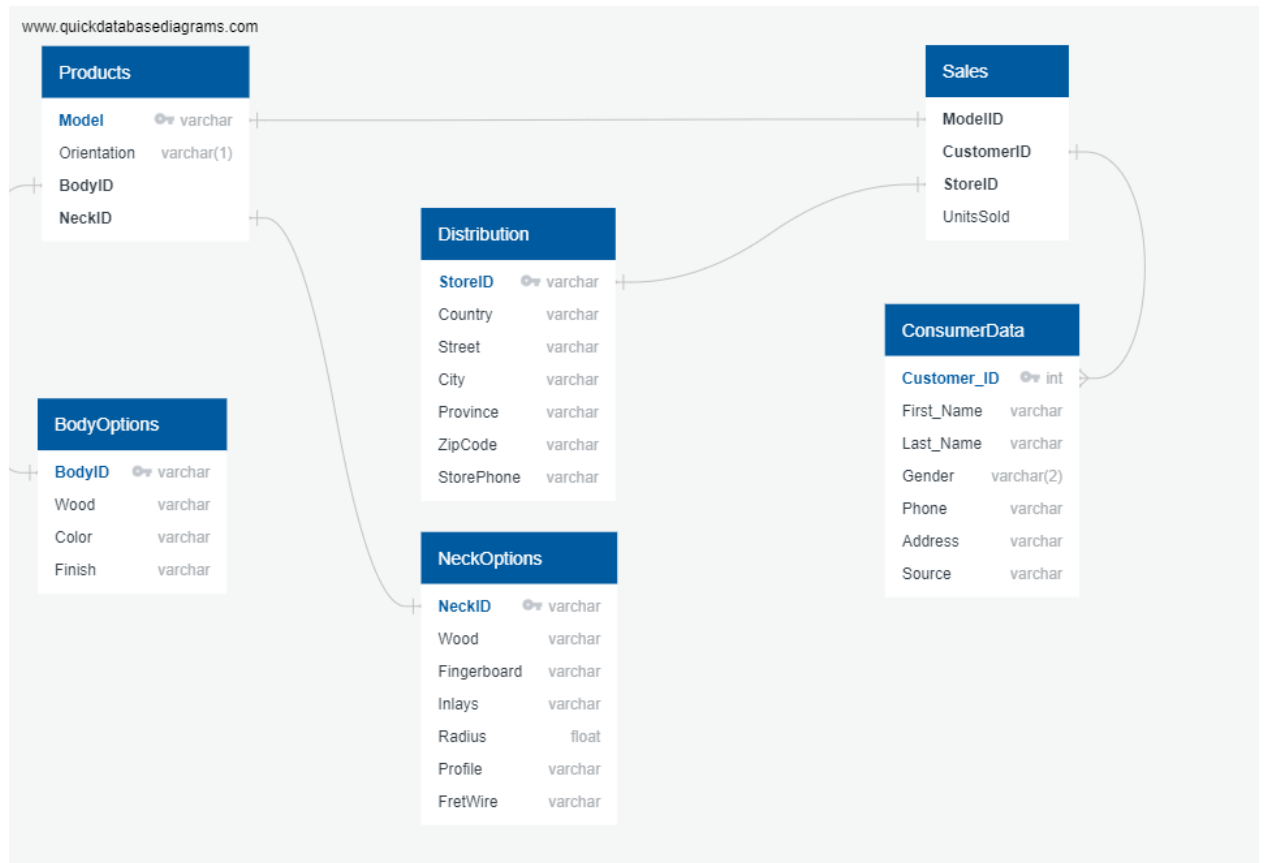 www.quickdatabasediagrams.com
Products
Model varchar
Orientation varchar(1)
BodyID
NeckID
Sales
ModelID
CustomerID
StoreID
UnitsSold
Distribution
StoreID varchar
Country varchar
Street varchar
City varchar
Province varchar
ZipCode varchar
StorePhone varchar
ConsumerData
Customer_ID int
First_Name varchar
Last_Name varchar
Gender varchar(2)
Phone varchar
Address varchar
Source varchar
BodyOptions
BodyID varchar
Wood varchar
Color varchar
Finish varchar
NeckOptions
NeckID varchar
Wood varchar
Fingerboard varchar
Inlays varchar
Radius float
Profile varchar
FretWire varchar